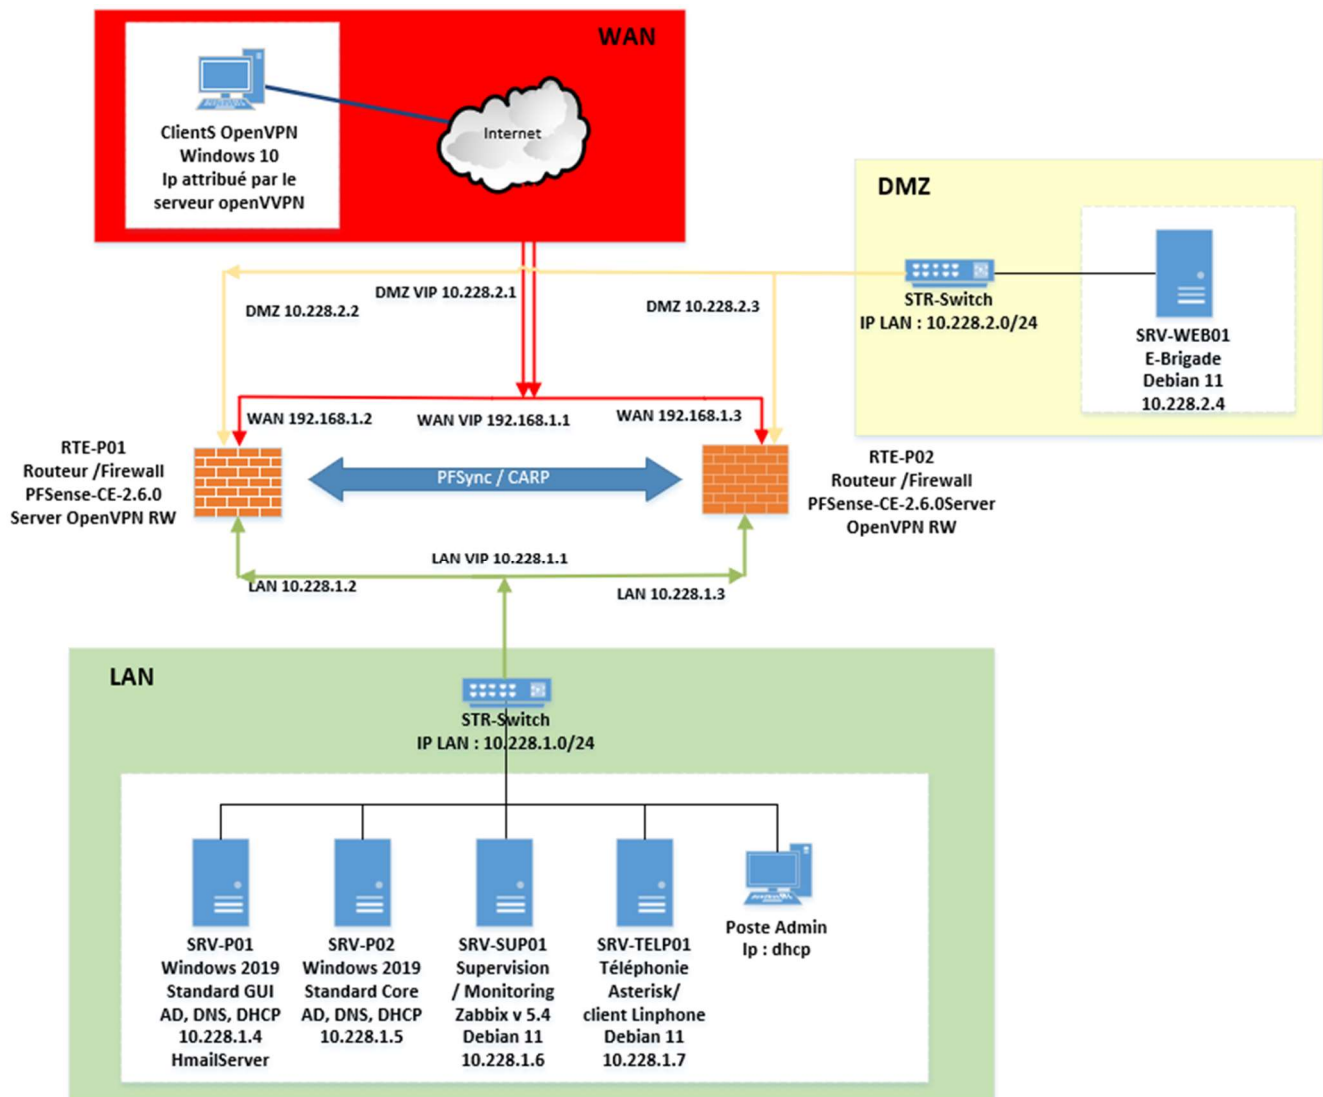 WAN
Internet
ClientS OpenVPN
Windows 10
Ip attribué par le
serveur openVVPN
DMZ
STR-Switch
IP LAN : 10.228.2.0/24
SRV-WEB01
E-Brigade
Debian 11
10.228.2.4
DMZ VIP 10.228.2.1
DMZ 10.228.2.2
DMZ 10.228.2.3
WAN 192.168.1.2
WAN VIP 192.168.1.1
WAN 192.168.1.3
RTE-P01
Routeur /Firewall
PFSense-CE-2.6.0
Server OpenVPN RW
PFSync / CARP
RTE-P02
Routeur /Firewall
PFSense-CE-2.6.0Server
OpenVPN RW
LAN VIP 10.228.1.1
LAN 10.228.1.2
LAN 10.228.1.3
LAN
STR-Switch
IP LAN : 10.228.1.0/24
SRV-P01
Windows 2019
Standard GUI
AD, DNS, DHCP
10.228.1.4
HmailServer
SRV-P02
Windows 2019
Standard Core
AD, DNS, DHCP
10.228.1.5
SRV-SUP01
Supervision
/ Monitoring
Zabbix v 5.4
Debian 11
10.228.1.6
SRV-TELP01
Téléphonie
Asterisk/
client Linphone
Debian 11
10.228.1.7
Poste Admin
Ip : dhcp